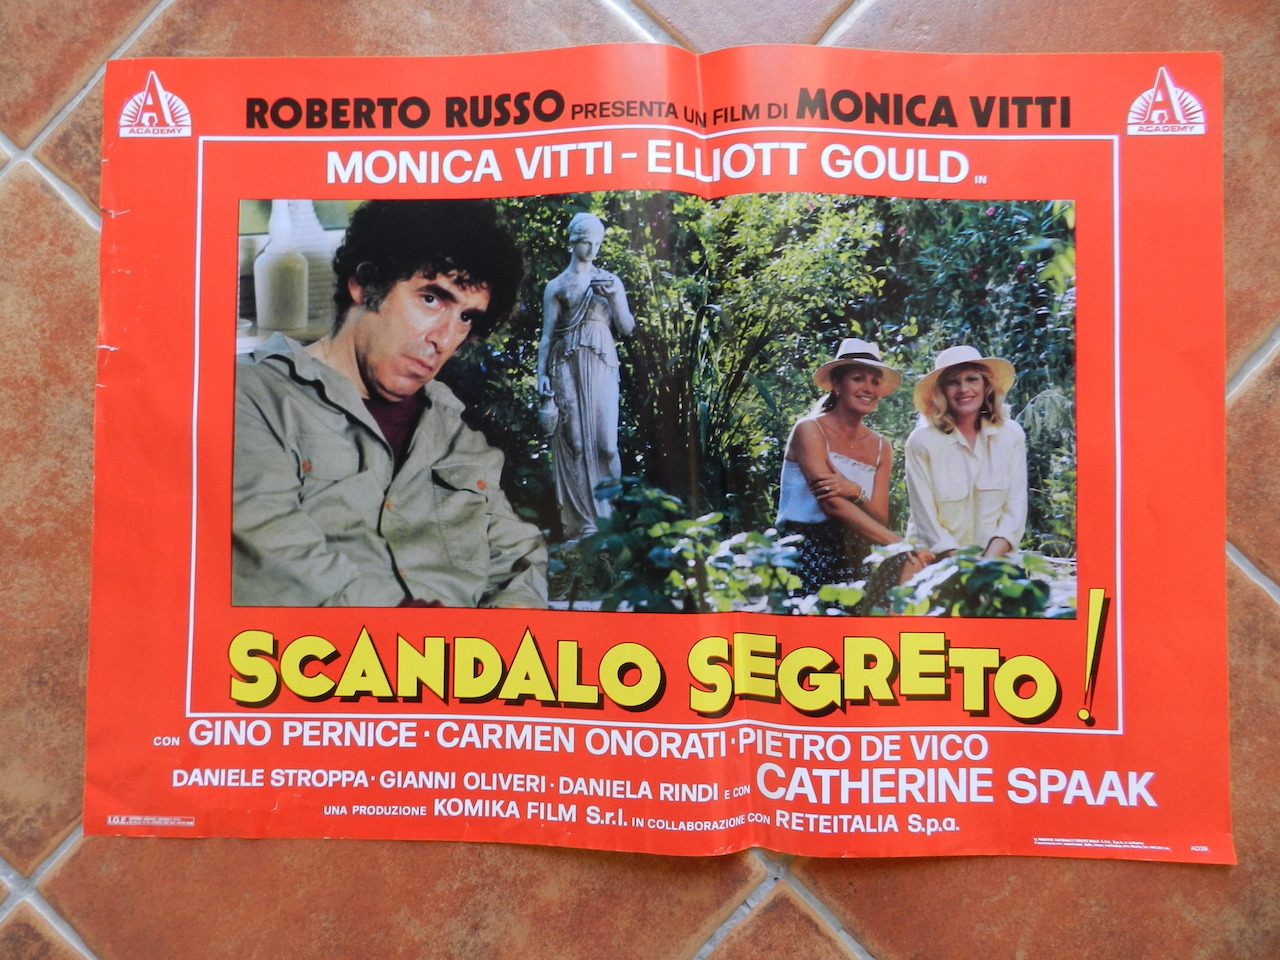 A
ACADEMY
A
ACADEMY
ROBERTO RUSSO PRESENTA UN FILM DI MONICA VITTI
MONICA VITTI - ELLIOTT GOULD IN
SCANDALO SEGRETO!
CON GINO PERNICE · CARMEN ONORATI · PIETRO DE VICO
DANIELE STROPPA · GIANNI OLIVERI · DANIELA RINDI E CON CATHERINE SPAAK
UNA PRODUZIONE KOMIKA FILM S.r.l. IN COLLABORAZIONE CON RETEITALIA S.p.a.
I.G.E.